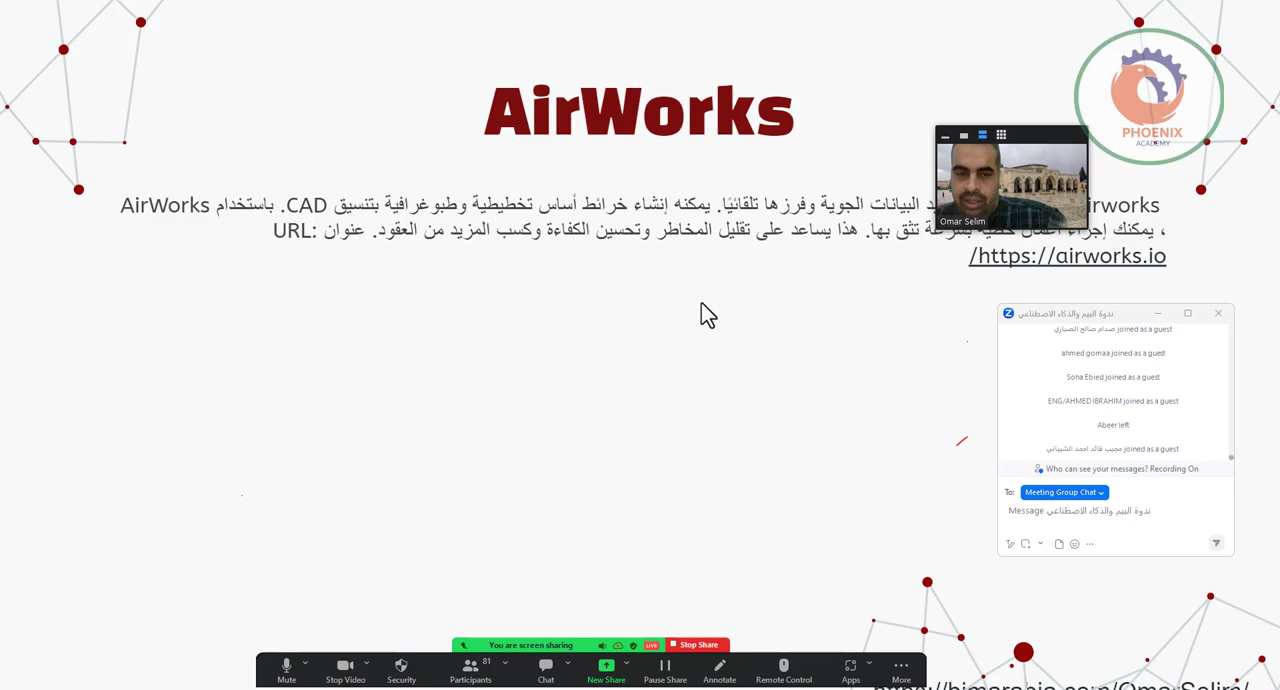 AirWorks
PHOENIX
ACADEMY
Omar Selim
irworks البيانات الجوية وفرزها تلقائيًا. يمكنه إنشاء خرائط أساس تخطيطية وطبوغرافية بتنسيق CAD. باستخدام AirWorks
، يمكنك إجراء بسرعة تثق بها. هذا يساعد على تقليل المخاطر وتحسين الكفاءة وكسب المزيد من العقود. عنوان URL:
https://airworks.io/
ندوة البيم والذكاء الاصطناعي
صدام صالح الصباري joined as a guest
ahmed gomaa joined as a guest
Soha Ebied joined as a guest
ENG/AHMED IBRAHIM joined as a guest
Abeer left
مجيب قائد احمد الشيباني joined as a guest
Who can see your messages? Recording On
To: Meeting Group Chat
Message ندوة البيم والذكاء الاصطناعي
You are screen sharing LIVE Stop Share
81
Mute Stop Video Security Participants Chat New Share Pause Share Annotate Remote Control Apps More